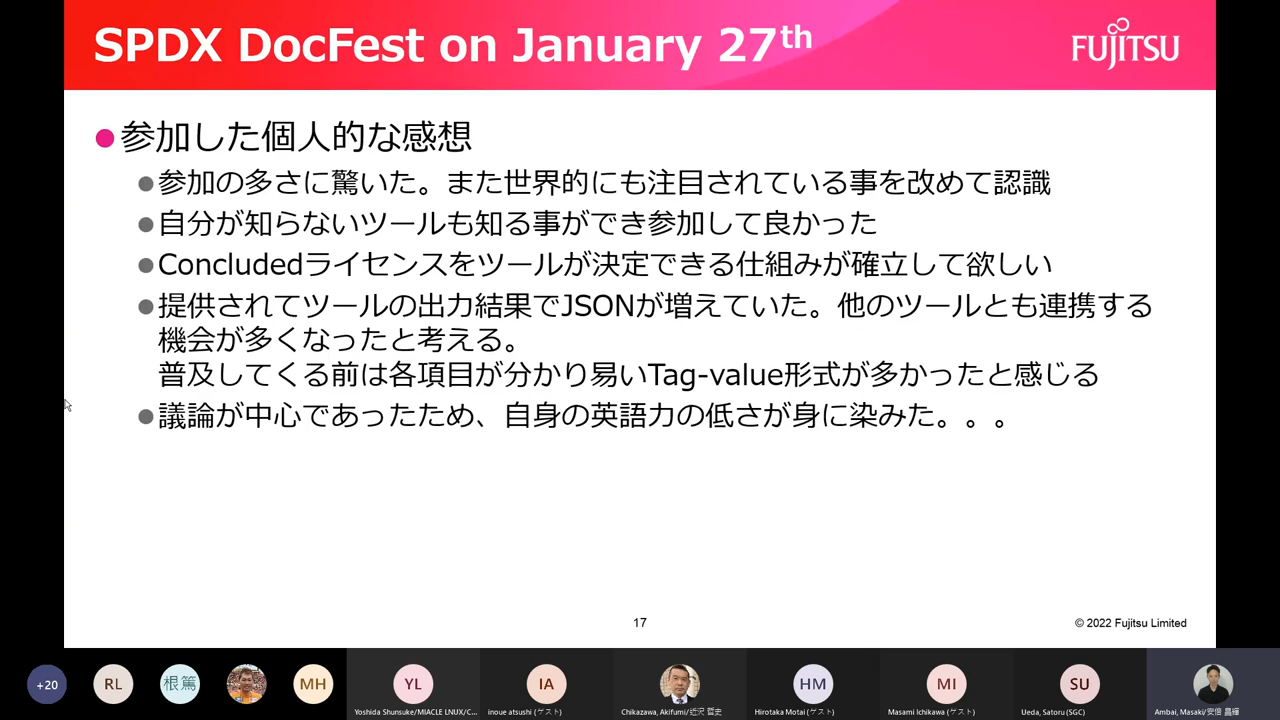 SPDX DocFest on January 27th
FUJITSU
参加した個人的な感想
参加の多さに驚いた。また世界的にも注目されている事を改めて認識
自分が知らないツールも知る事ができ参加して良かった
Concludedライセンスをツールが決定できる仕組みが確立して欲しい
提供されてツールの出力結果でJSONが増えていた。他のツールとも連携する
機会が多くなったと考える。
普及してくる前は各項目が分かり易いTag-value形式が多かったと感じる
議論が中心であったため、自身の英語力の低さが身に染みた。。。
17
© 2022 Fujitsu Limited
+20
RL
根篤
MH
YL
IA
HM
MI
SU
Yoshida Shunsuke/MIACLE LNUX/C...
inoue atsushi (ゲスト)
Chikazawa, Akifumi/近沢 哲史
Hirotaka Motai (ゲスト)
Masami Ichikawa (ゲスト)
Ueda, Satoru (SGC)
Ambai, Masaki/安倍 昌輝